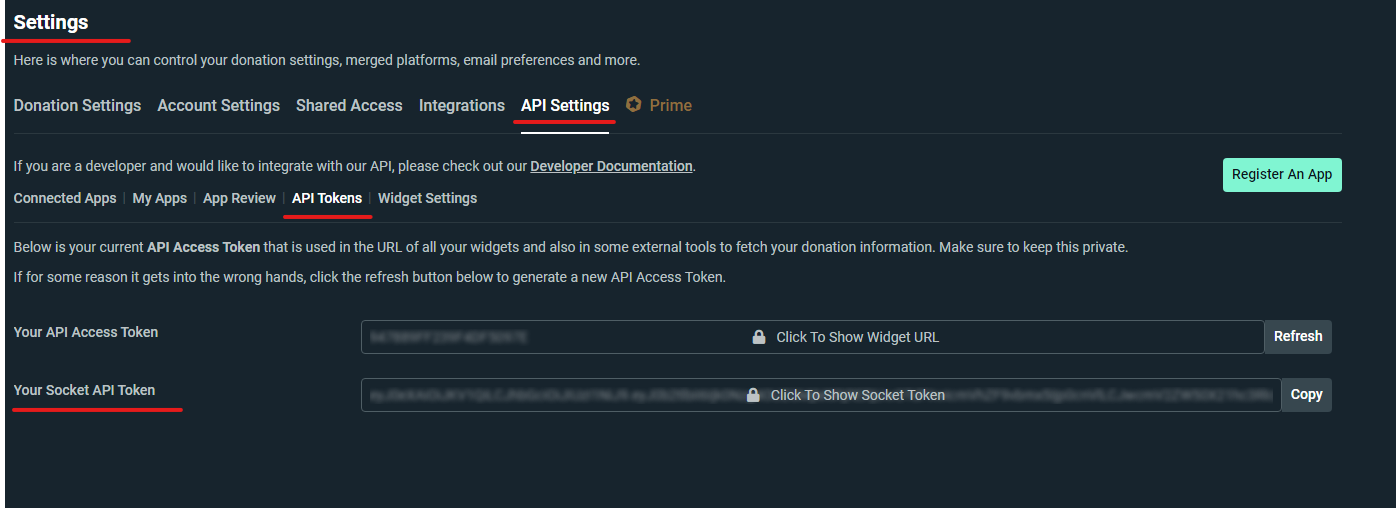 Settings
Here is where you can control your donation settings, merged platforms, email preferences and more.
Donation Settings Account Settings Shared Access Integrations API Settings Prime
If you are a developer and would like to integrate with our API, please check out our Developer Documentation.
Register An App
Connected Apps | My Apps | App Review | API Tokens | Widget Settings
Below is your current API Access Token that is used in the URL of all your widgets and also in some external tools to fetch your donation information. Make sure to keep this private.
If for some reason it gets into the wrong hands, click the refresh button below to generate a new API Access Token.
Your API Access Token Click To Show Widget URL Refresh
Your Socket API Token Click To Show Socket Token Copy